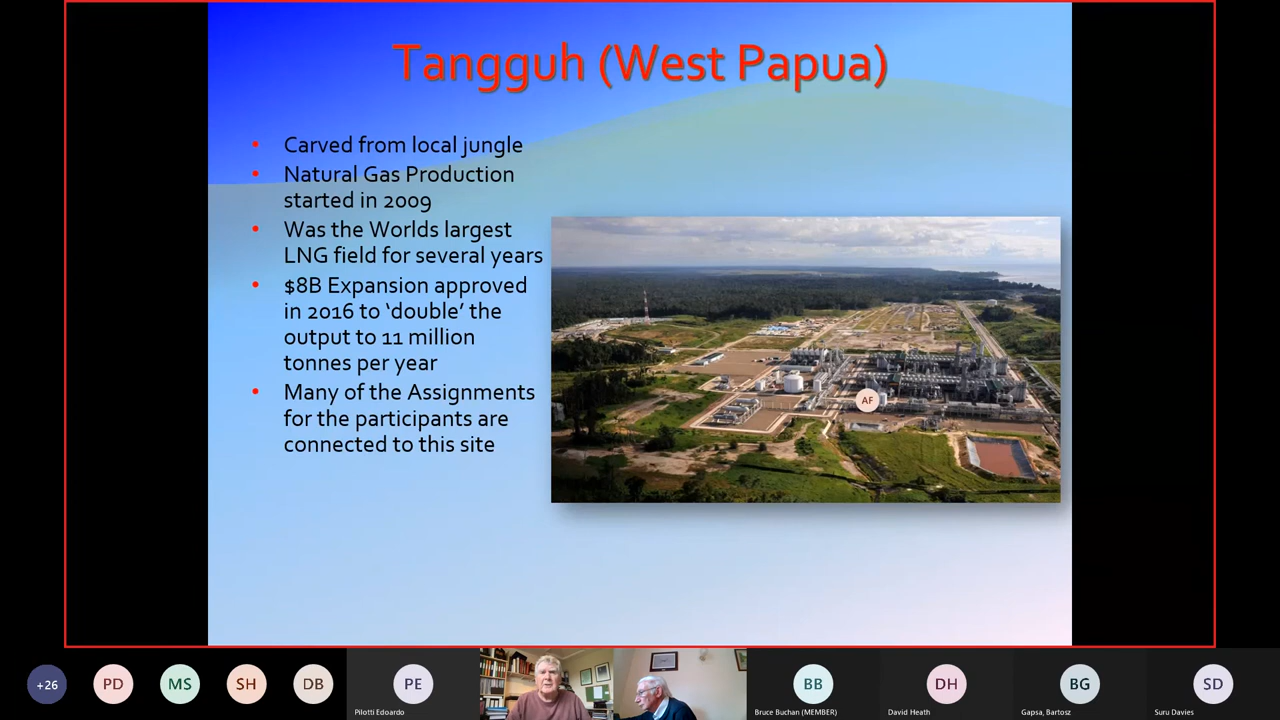 Tangguh (West Papua)
• Carved from local jungle
• Natural Gas Production
started in 2009
• Was the Worlds largest
LNG field for several years
• $8B Expansion approved
in 2016 to ‘double’ the
output to 11 million
tonnes per year
• Many of the Assignments
for the participants are
connected to this site
AF
+26
PD
MS
SH
DB
PE
Pilotti Edoardo
BB
Bruce Buchan (MEMBER)
DH
David Heath
BG
Gapsa, Bartosz
SD
Suru Davies